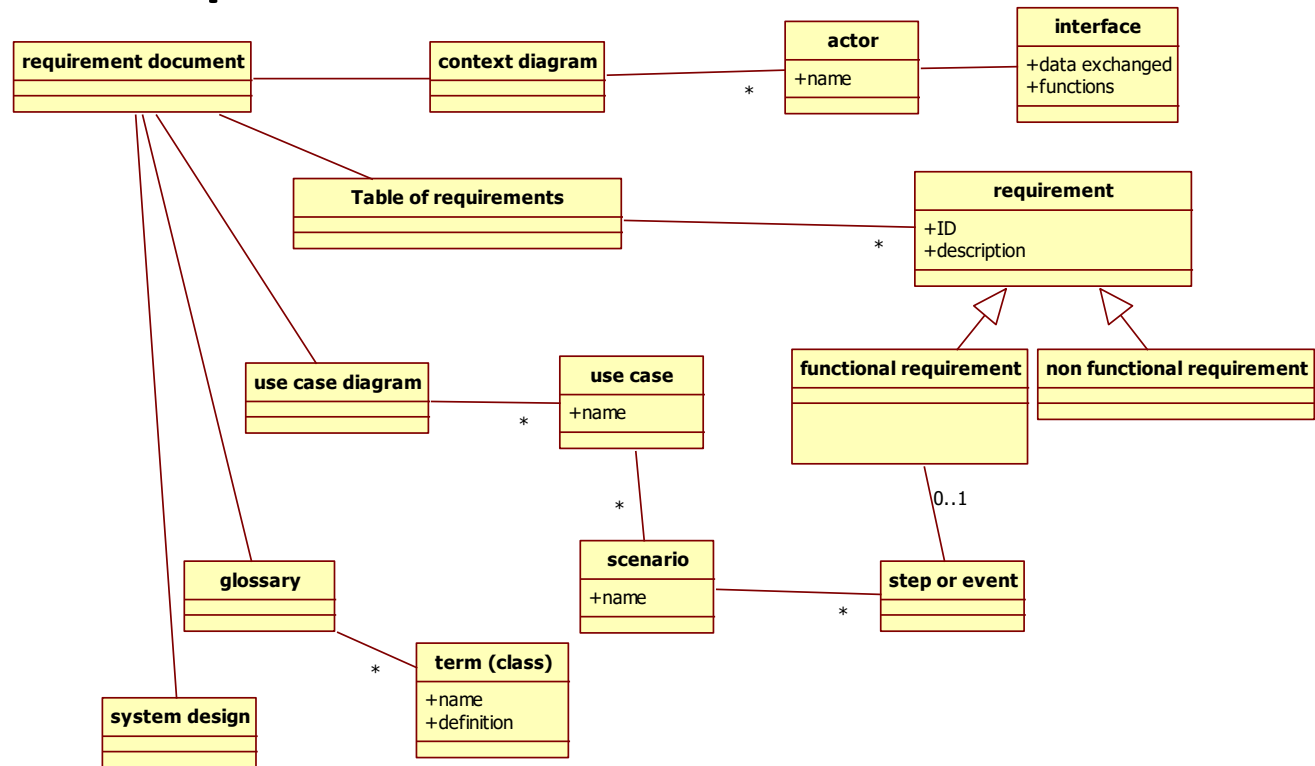 requirement document
context diagram
*
actor
+name
interface
+data exchanged
+functions
Table of requirements
*
requirement
+ID
+description
functional requirement
non functional requirement
use case diagram
*
use case
+name
*
0..1
scenario
+name
*
step or event
glossary
*
term (class)
+name
+definition
system design